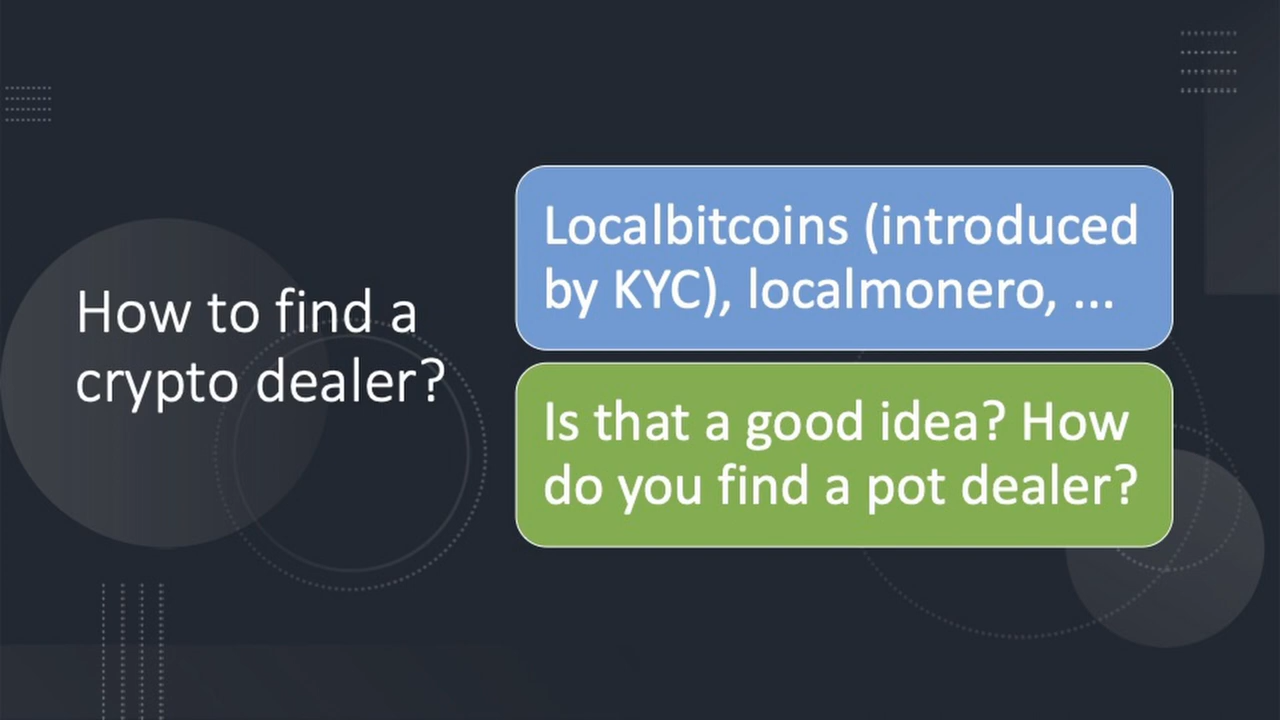 How to find a
crypto dealer?
Localbitcoins (introduced
by KYC), localmonero, ...
Is that a good idea? How
do you find a pot dealer?